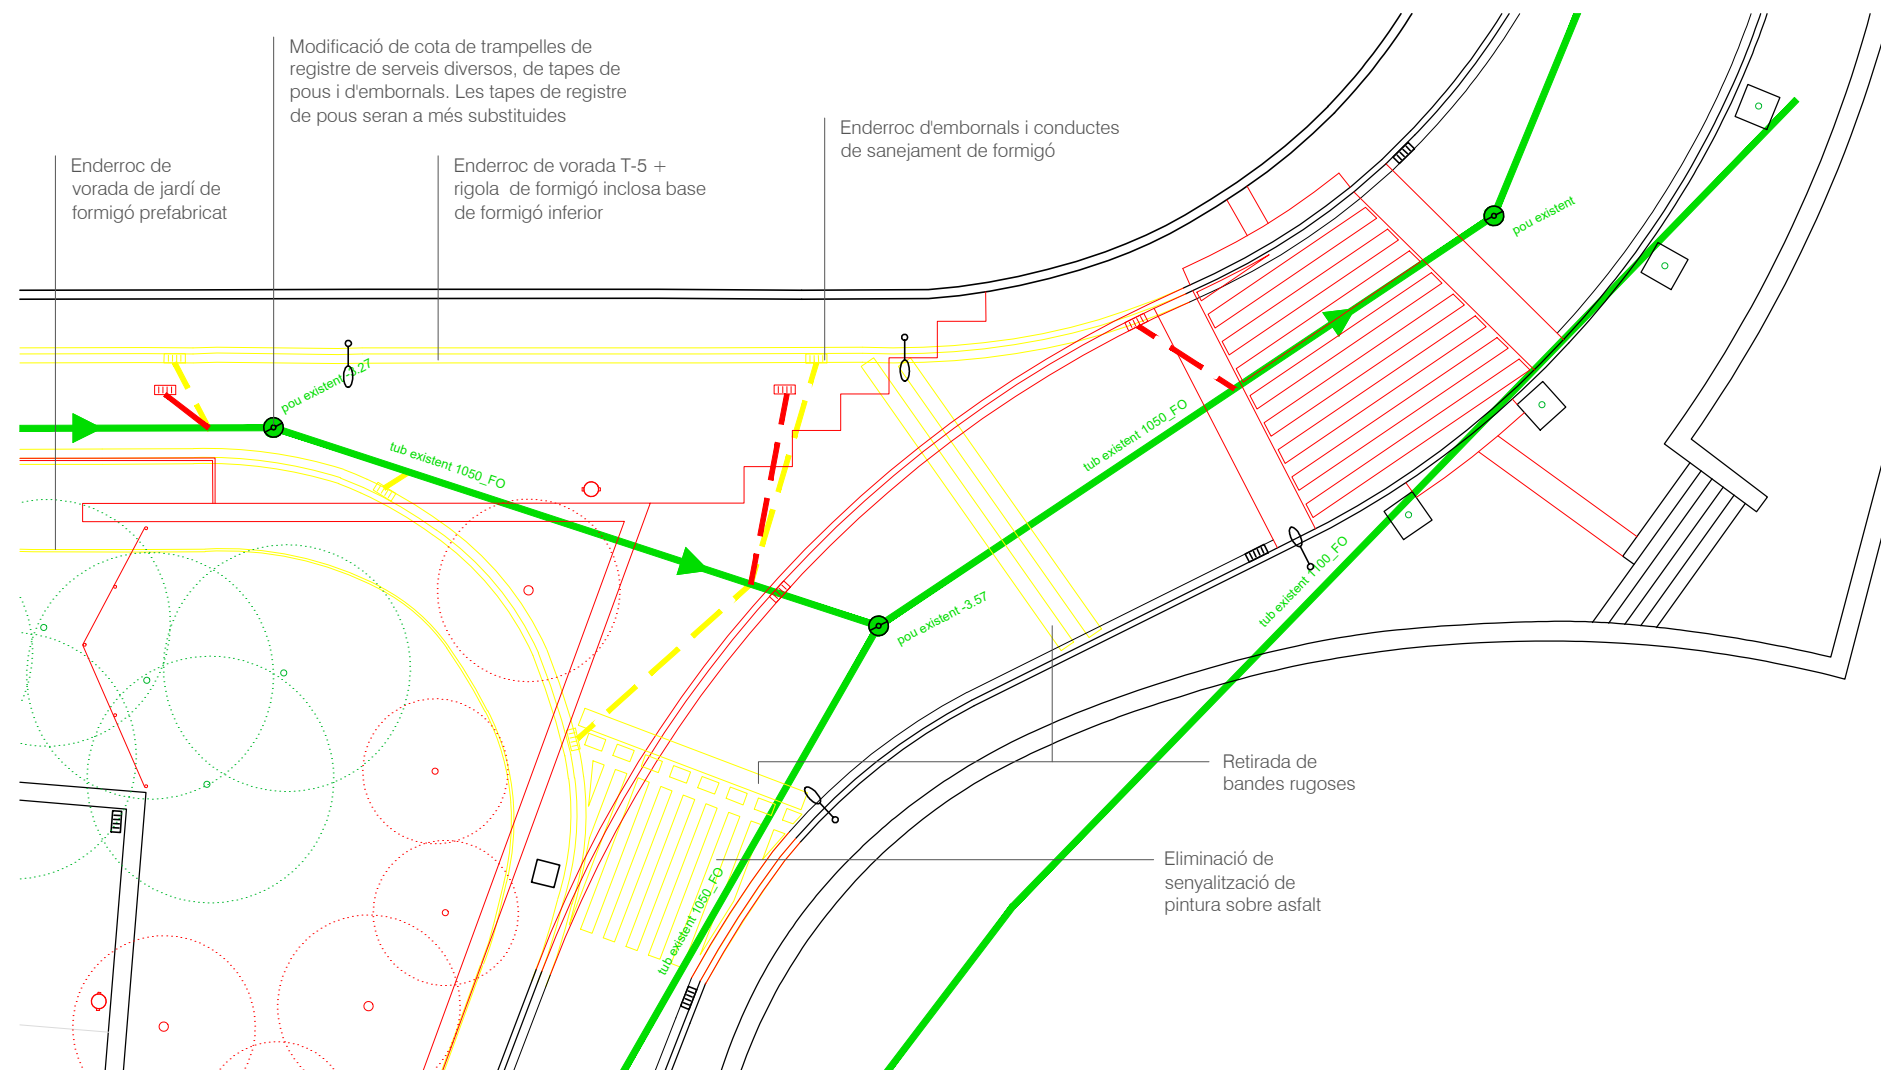 Modificació de cota de trampelles de
registre de serveis diversos, de tapes de
pous i d'embornals. Les tapes de registre
de pous seran a més substituides
Enderroc d'embornals i conductes
de sanejament de formigó
Enderroc de
vorada de jardí de
formigó prefabricat
Enderroc de vorada T-5 +
rigola de formigó inclosa base
de formigó inferior
pou existent
pou existent -3.27
tub existent 1050_FO
tub existent 1050_FO
pou existent -3.57
tub existent 1100_FO
Retirada de
bandes rugoses
Eliminació de
senyalització de
pintura sobre asfalt
tub existent 1050_FO